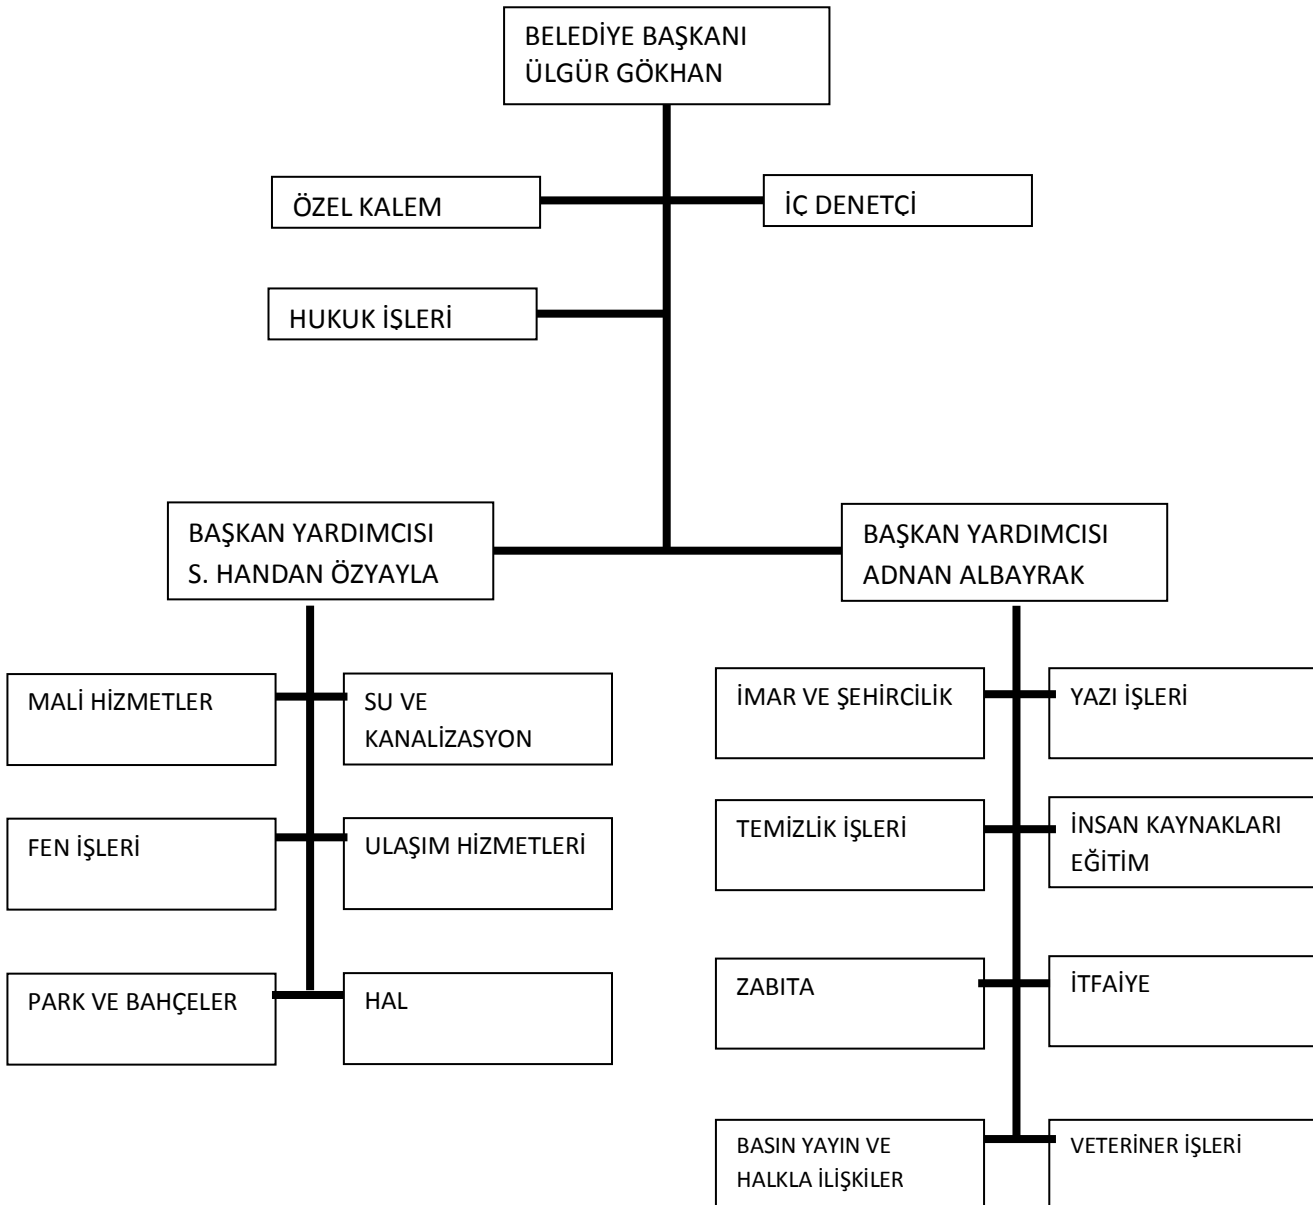 BELEDİYE BAŞKANI
ÜLGÜR GÖKHAN
ÖZEL KALEM
İÇ DENETÇİ
HUKUK İŞLERİ
BAŞKAN YARDIMCISI
S. HANDAN ÖZYAYLA
BAŞKAN YARDIMCISI
ADNAN ALBAYRAK
MALİ HİZMETLER
SU VE
KANALİZASYON
İMAR VE ŞEHİRCİLİK
YAZI İŞLERİ
FEN İŞLERİ
ULAŞIM HİZMETLERİ
TEMİZLİK İŞLERİ
İNSAN KAYNAKLARI
EĞİTİM
PARK VE BAHÇELER
HAL
ZABITA
İTFAİYE
BASIN YAYIN VE
HALKLA İLİŞKİLER
VETERİNER İŞLERİ